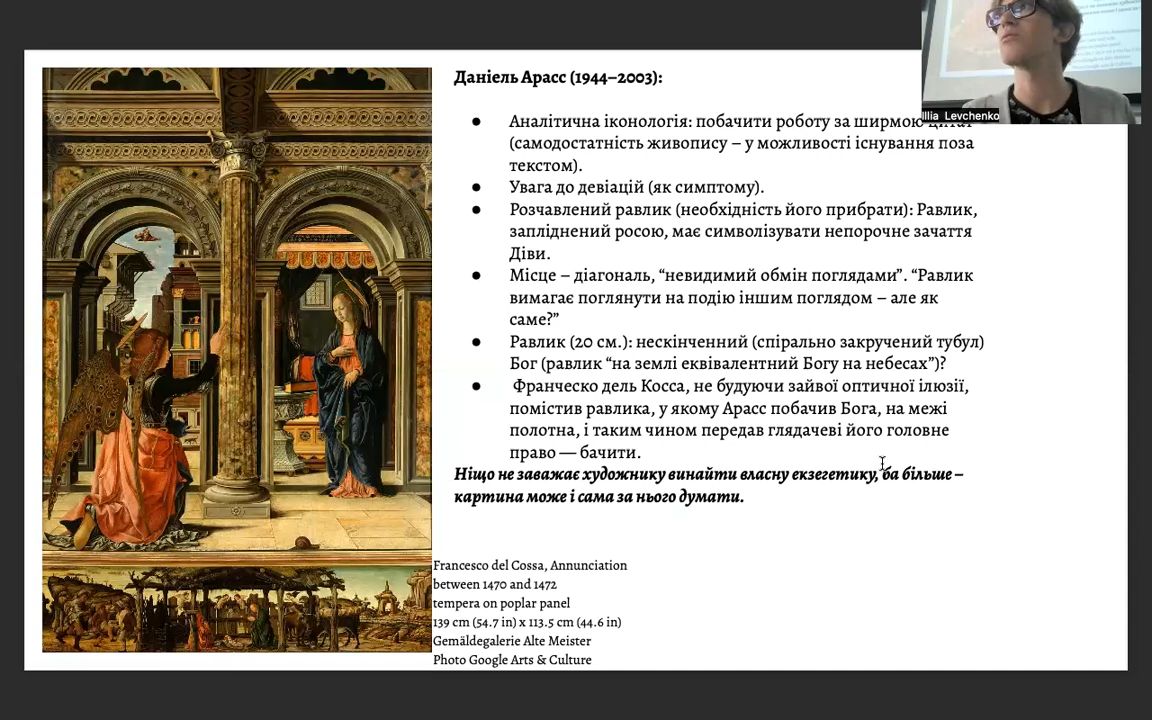 Даніель Арасс (1944–2003):
● Аналітична іконологія: побачити роботу за ширмою цитат
(самодостатність живопису – у можливості існування поза
текстом).
● Увага до девіацій (як симптому).
● Розчавлений равлик (необхідність його прибрати): Равлик,
запліднений росою, має символізувати непорочне зачаття
Діви.
● Місце – діагональ, “невидимий обмін поглядами”. “Равлик
вимагає поглянути на подію іншим поглядом – але як
саме?”
● Равлик (20 см.): нескінченний (спірально закручений тубул)
Бог (равлик “на землі еквівалентний Богу на небесах”)?
● Франческо дель Косса, не будуючи зайвої оптичної ілюзії,
помістив равлика, у якому Арасс побачив Бога, на межі
полотна, і таким чином передав глядачеві його головне
право — бачити.
Ніщо не заважає художнику винайти власну екзегетику, ба більше –
картина може і сама за нього думати.
Francesco del Cossa, Annunciation
between 1470 and 1472
tempera on poplar panel
139 cm (54.7 in) x 113.5 cm (44.6 in)
Gemäldegalerie Alte Meister
Photo Google Arts & Culture
Illia Levchenko